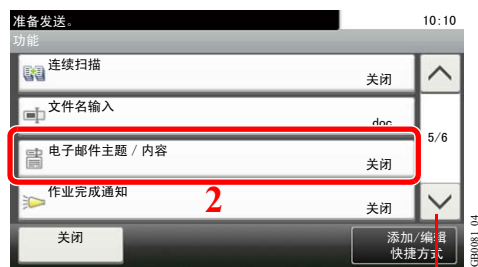 准备发送。 10:10
功能
连续扫描
关闭
文件名输入
doc
5/6
电子邮件主题 / 内容
关闭
作业完成通知
2
关闭
关闭
添加/编辑
快捷方式
GB0081_04